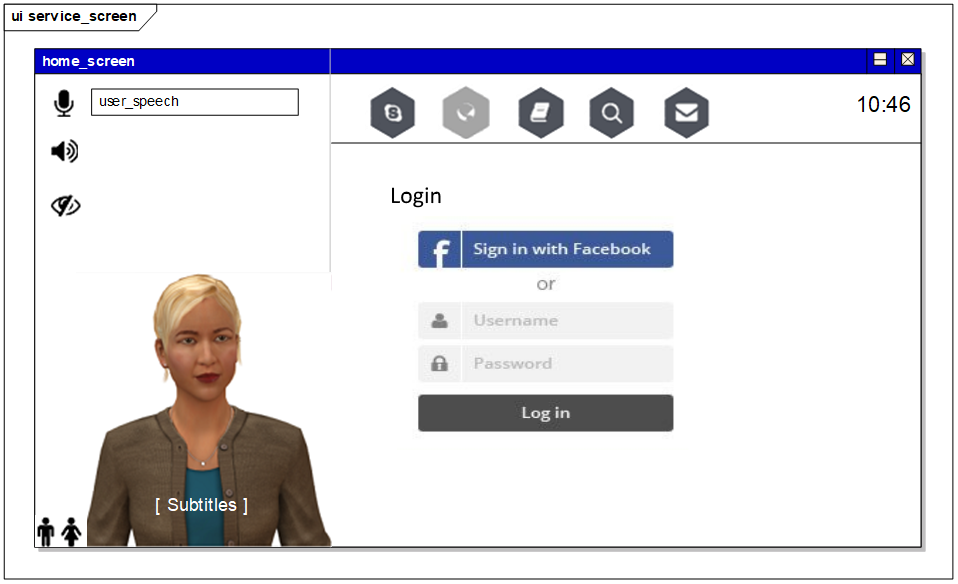 ui service_screen
home_screen
user_speech
10:46
Login
Sign in with Facebook
or
Username
Password
Log in
[ Subtitles ]